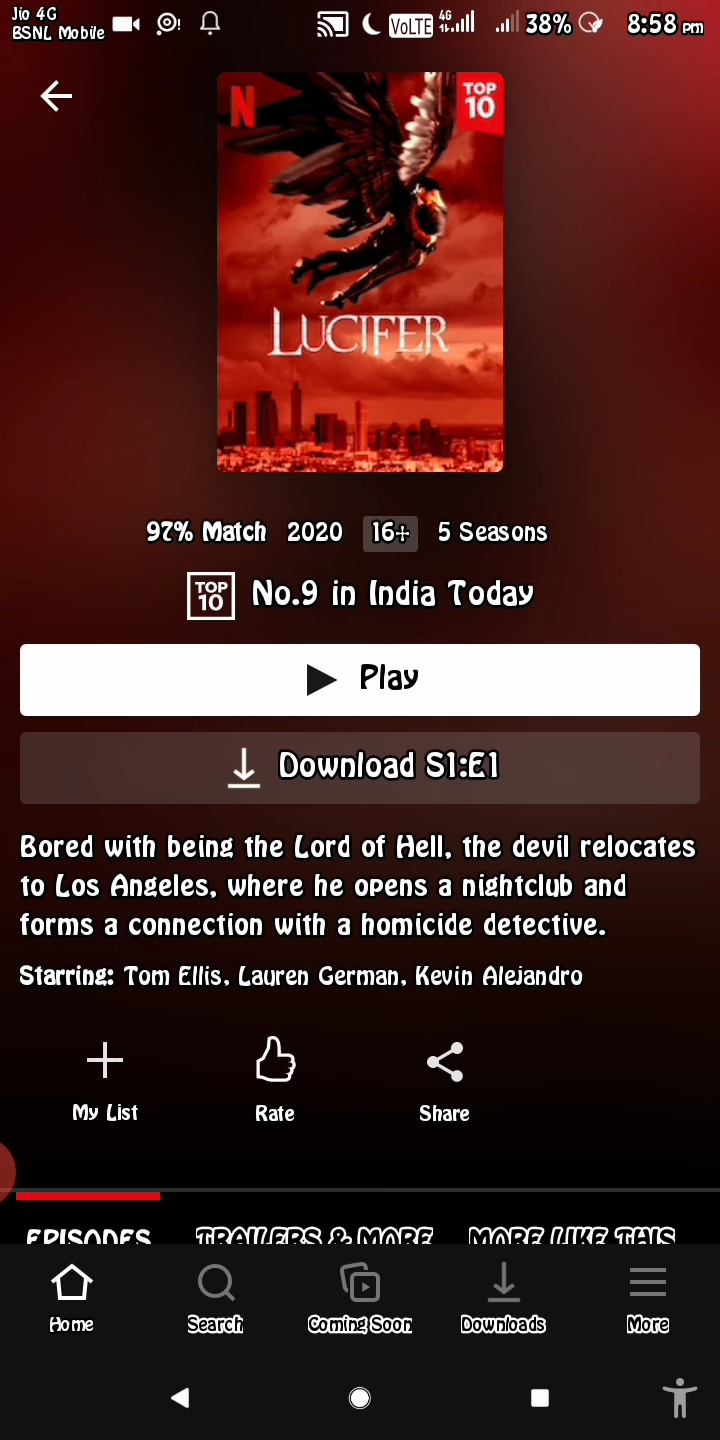 Jio 4G
BSNL Mobile
VoLTE 4G 38% 8:58 pm
N
TOP
10
LUCIFER
97% Match 2020 16+ 5 Seasons
TOP
10
No.9 in India Today
Play
Download S1:E1
Bored with being the Lord of Hell, the devil relocates
to Los Angeles, where he opens a nightclub and
forms a connection with a homicide detective.
Starring: Tom Ellis, Lauren German, Kevin Alejandro
My List Rate Share
EPISODES TRAILERS & MORE MORE LIKE THIS
Home Search Coming Soon Downloads More